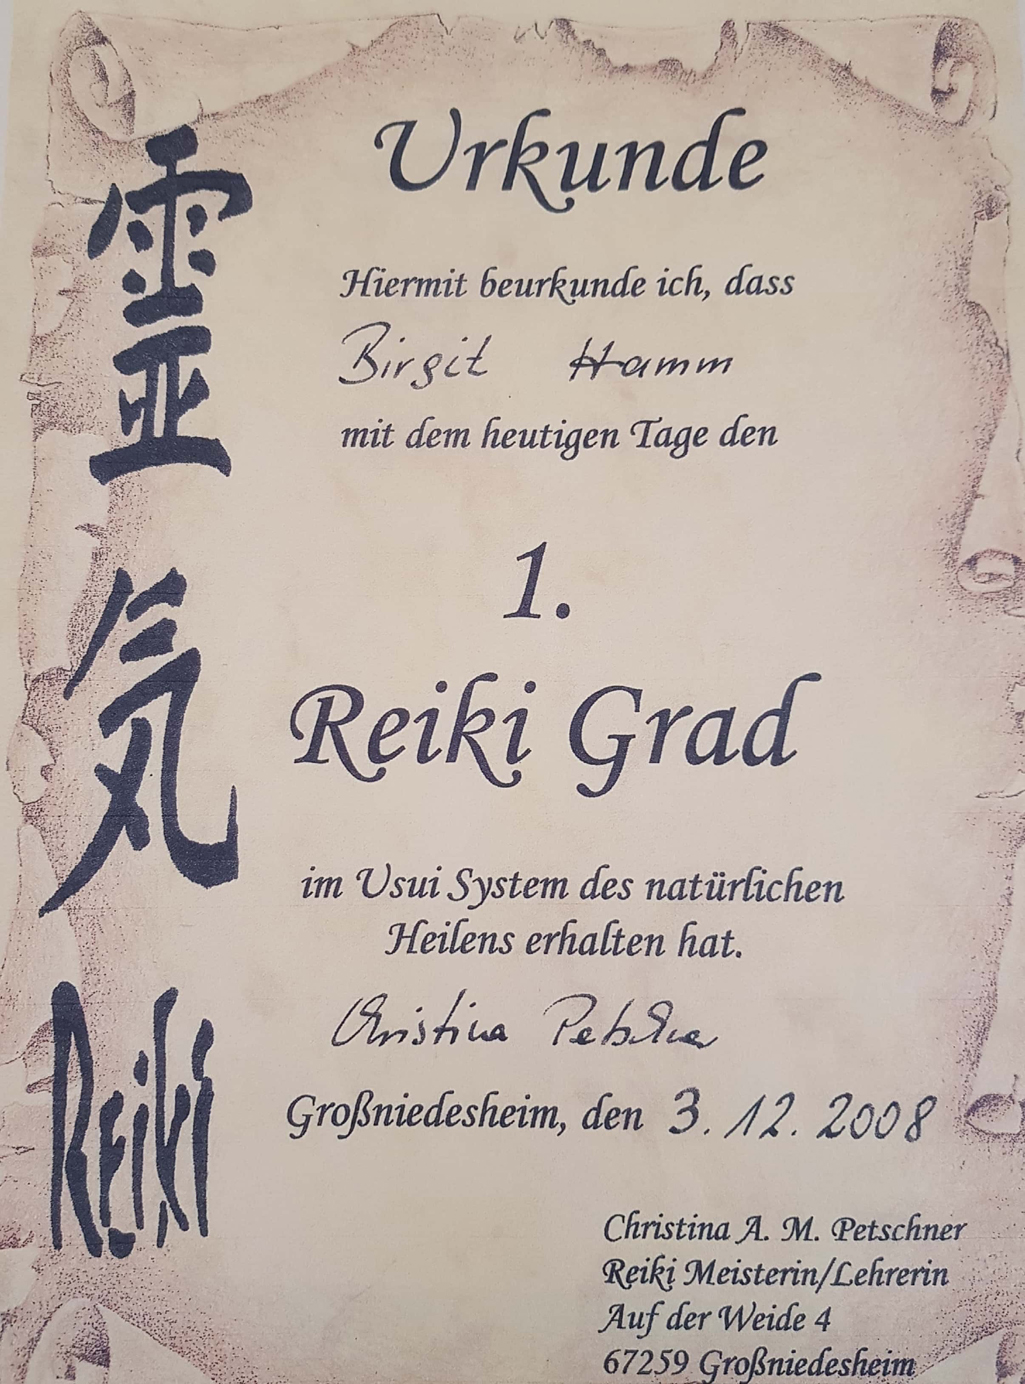 靈
気
Reiki
Urkunde
Hiermit beurkunde ich, dass
Birgit Hamm
mit dem heutigen Tage den
1.
Reiki Grad
im Usui System des natürlichen
Heilens erhalten hat.
Christina Petschner
Großniedesheim, den 3.12.2008
Christina A. M. Petschner
Reiki Meisterin/Lehrerin
Auf der Weide 4
67259 Großniedesheim